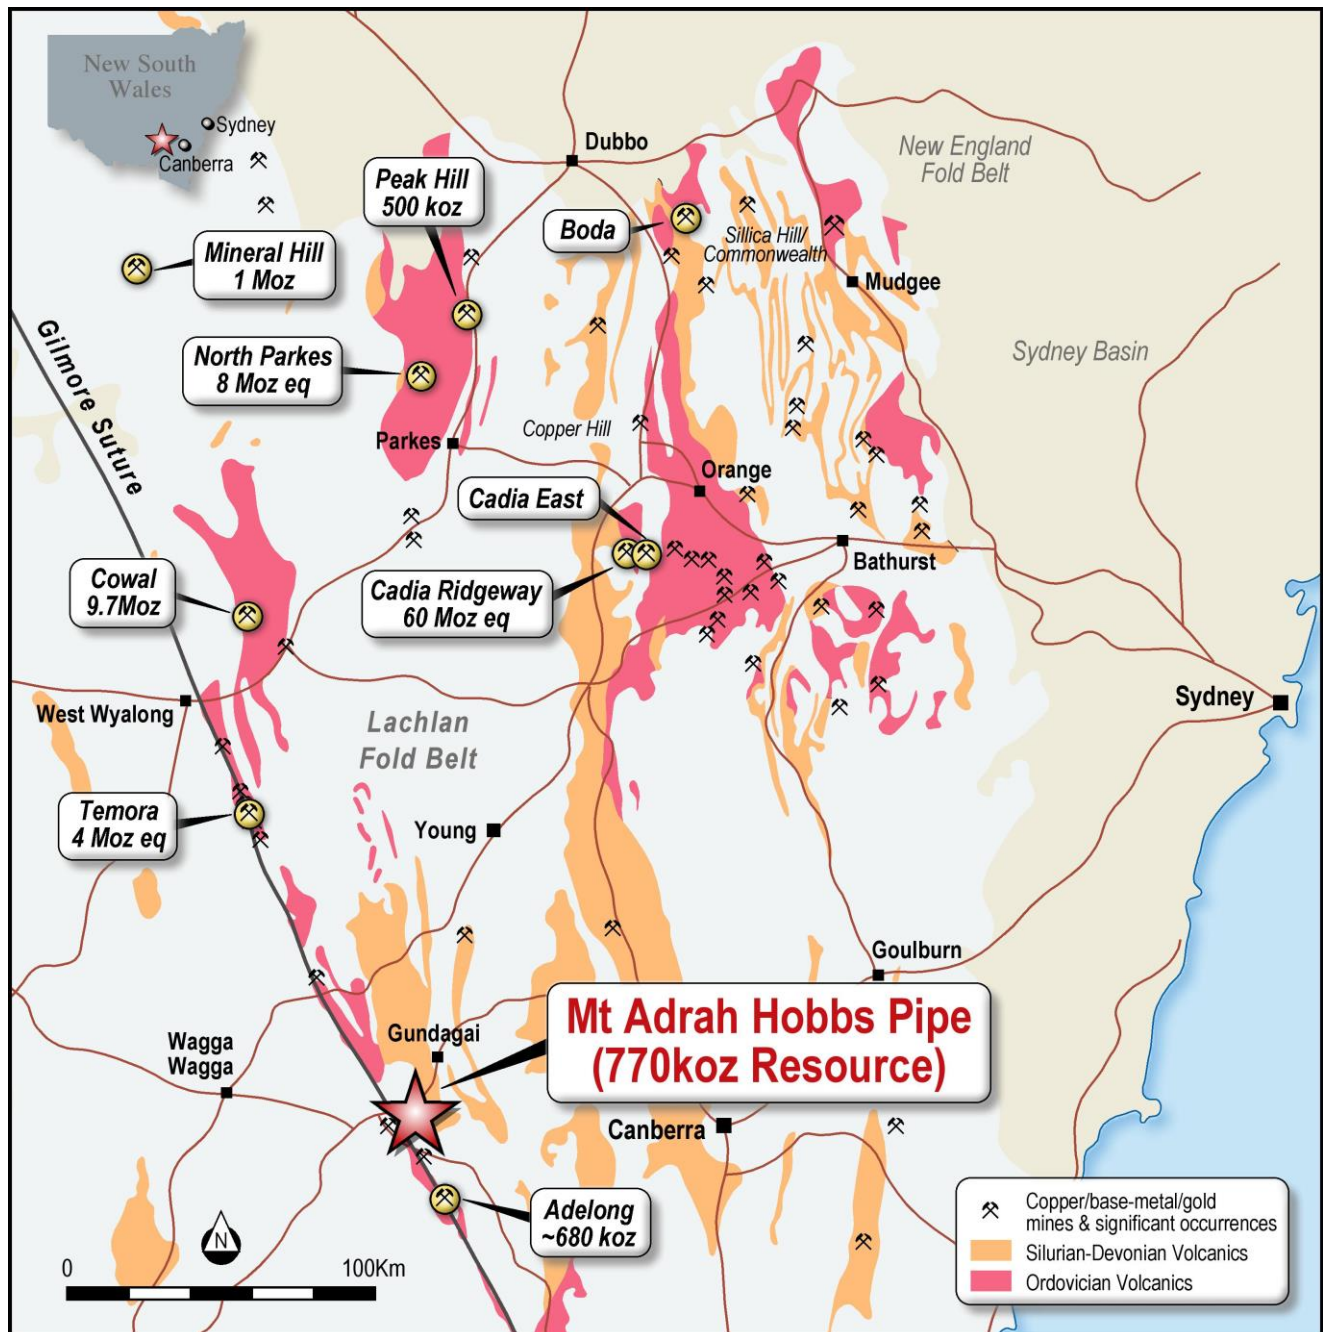 New South
Wales
Sydney
Canberra
Dubbo
New England
Fold Belt
Peak Hill
500 koz
Boda
Sillica Hill/
Commonwealth
Mineral Hill
1 Moz
Mudgee
Gilmore Suture
North Parkes
8 Moz eq
Sydney Basin
Parkes
Copper Hill
Orange
Cadia East
Bathurst
Cowal
9.7Moz
Cadia Ridgeway
60 Moz eq
West Wyalong
Sydney
Lachlan
Fold Belt
Temora
4 Moz eq
Young
Goulburn
Mt Adrah Hobbs Pipe
(770koz Resource)
Gundagai
Wagga
Wagga
Canberra
Adelong
~680 koz
N
0 100Km
Copper/base-metal/gold
mines & significant occurrences
Silurian-Devonian Volcanics
Ordovician Volcanics